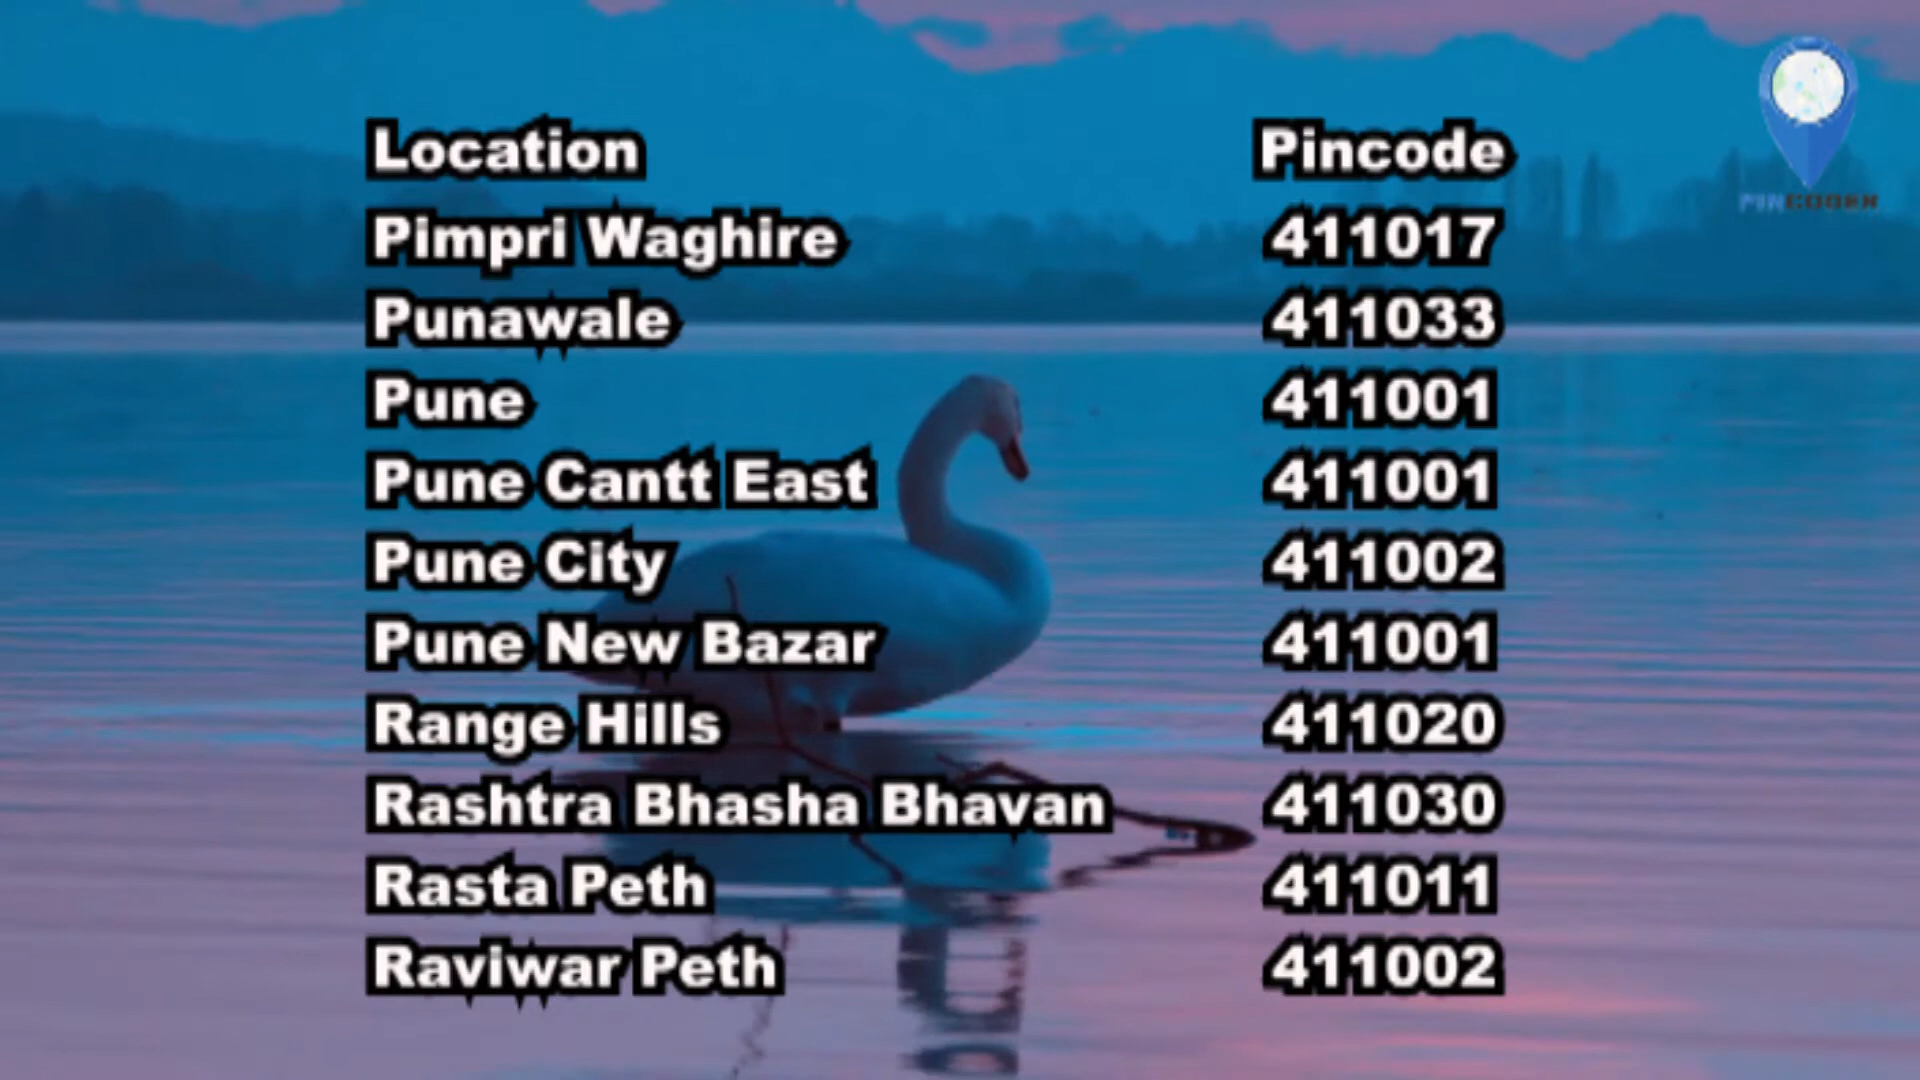 Location Pincode
Pimpri Waghire 411017
Punawale 411033
Pune 411001
Pune Cantt East 411001
Pune City 411002
Pune New Bazar 411001
Range Hills 411020
Rashtra Bhasha Bhavan 411030
Rasta Peth 411011
Raviwar Peth 411002